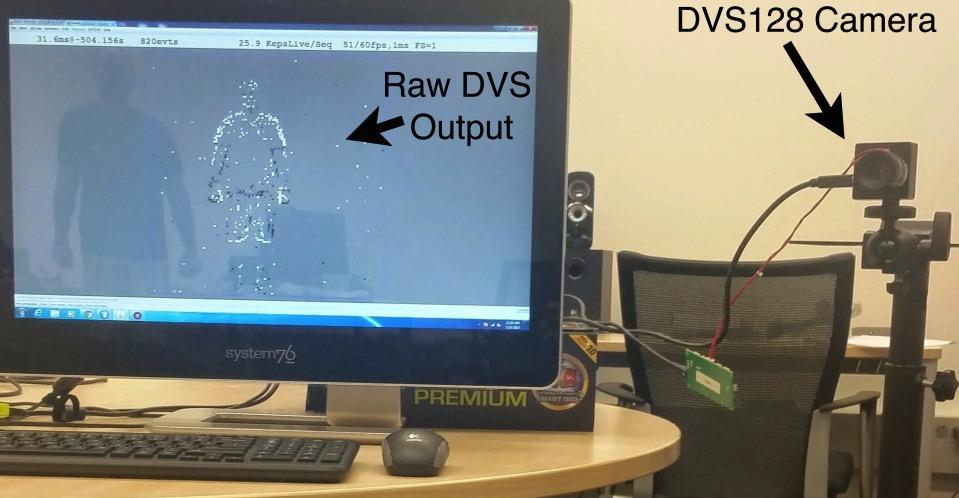 DVS128 Camera
31.6ms@-504.156s 820evts 25.9 KepsLive/Seq 51/60fps,1ms FS=1
Raw DVS
Output
system76
PREMIUM